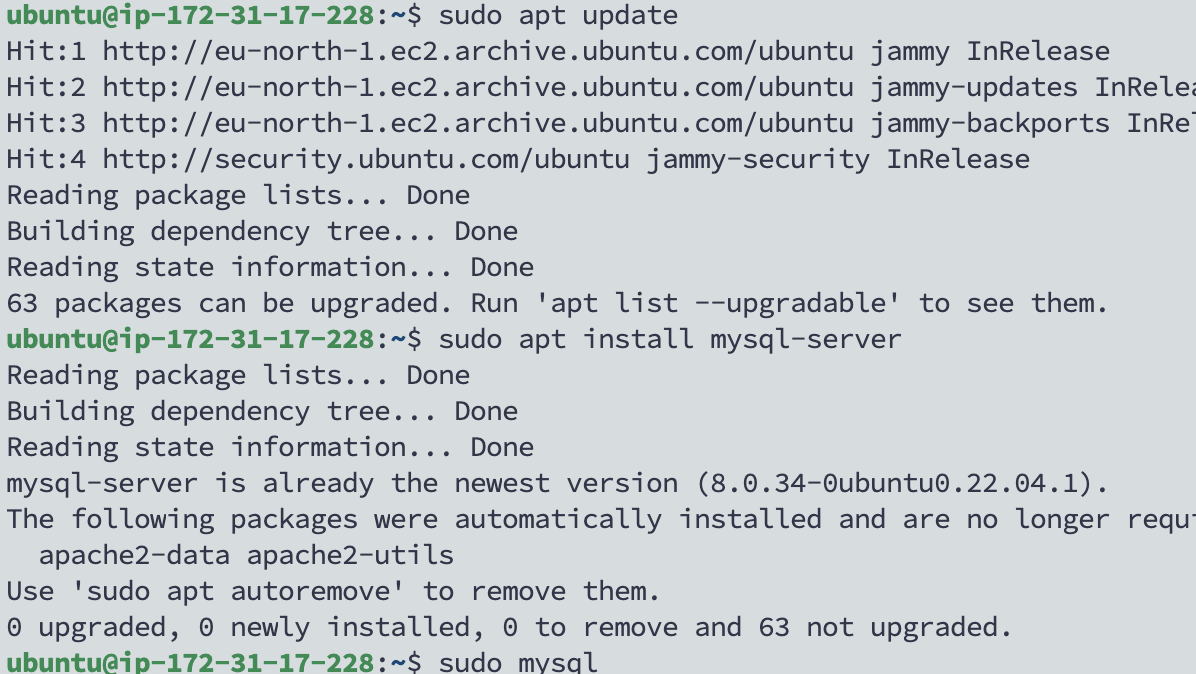 ubuntu@ip-172-31-17-228:~$ sudo apt update
Hit:1 http://eu-north-1.ec2.archive.ubuntu.com/ubuntu jammy InRelease
Hit:2 http://eu-north-1.ec2.archive.ubuntu.com/ubuntu jammy-updates InRelea
Hit:3 http://eu-north-1.ec2.archive.ubuntu.com/ubuntu jammy-backports InRel
Hit:4 http://security.ubuntu.com/ubuntu jammy-security InRelease
Reading package lists... Done
Building dependency tree... Done
Reading state information... Done
63 packages can be upgraded. Run 'apt list --upgradable' to see them.
ubuntu@ip-172-31-17-228:~$ sudo apt install mysql-server
Reading package lists... Done
Building dependency tree... Done
Reading state information... Done
mysql-server is already the newest version (8.0.34-0ubuntu0.22.04.1).
The following packages were automatically installed and are no longer requi
  apache2-data apache2-utils
Use 'sudo apt autoremove' to remove them.
0 upgraded, 0 newly installed, 0 to remove and 63 not upgraded.
ubuntu@ip-172-31-17-228:~$ sudo mysql